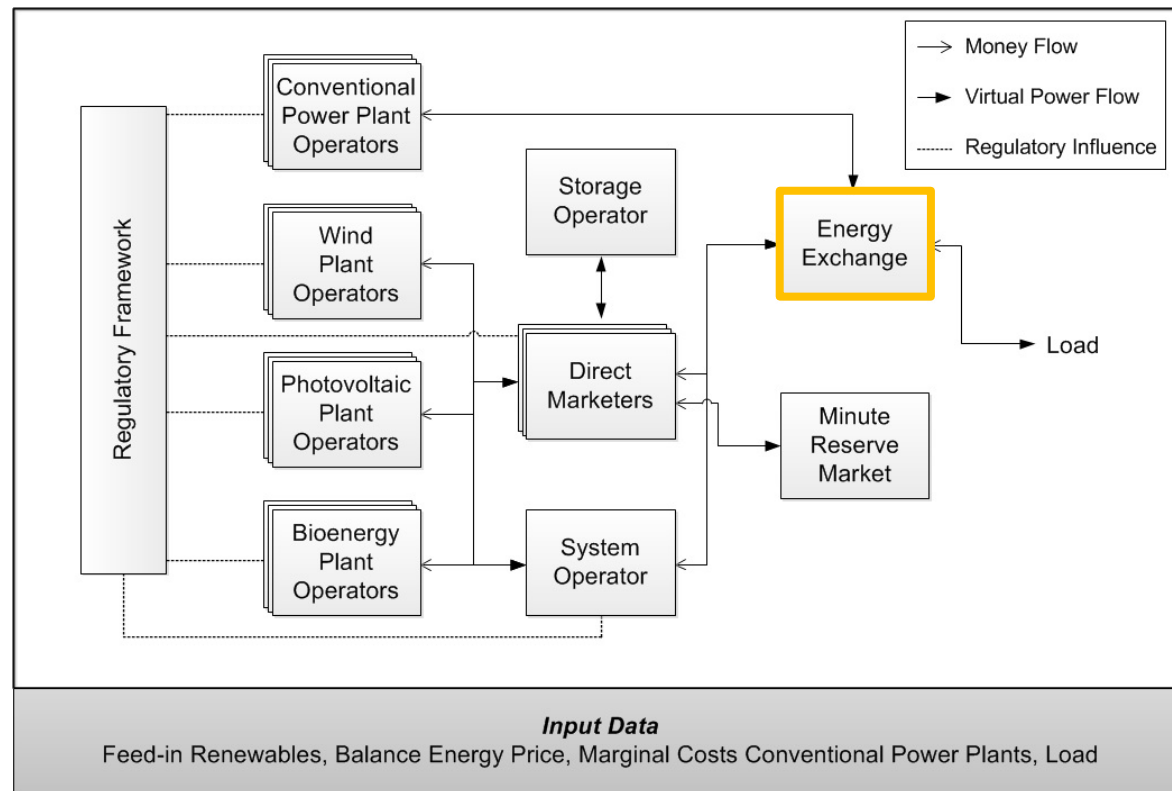 Money Flow
Virtual Power Flow
Regulatory Influence
Regulatory Framework
Conventional
Power Plant
Operators
Wind
Plant
Operators
Photovoltaic
Plant
Operators
Bioenergy
Plant
Operators
Storage
Operator
Direct
Marketers
System
Operator
Energy
Exchange
Load
Minute
Reserve
Market
Input Data
Feed-in Renewables, Balance Energy Price, Marginal Costs Conventional Power Plants, Load